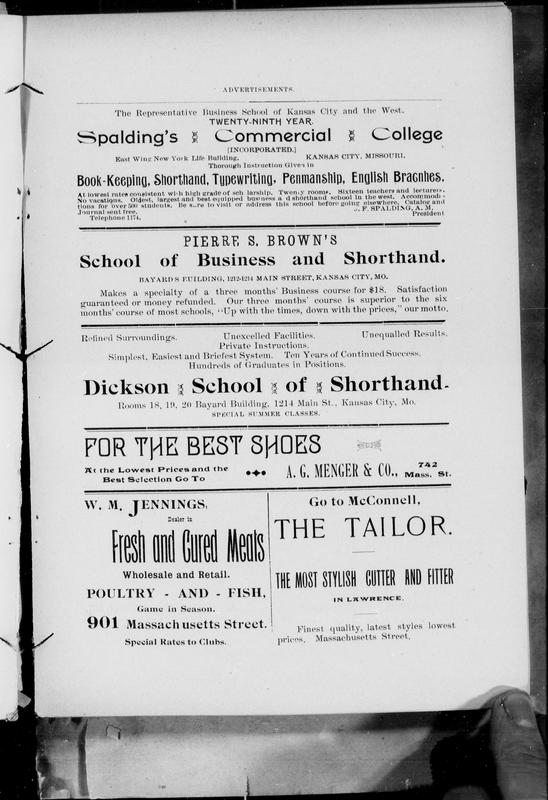 ADVERTISEMENTS.
The Representative Business School of Kansas City and the West.
TWENTY-NINTH YEAR.
Spalding's Commercial College
[INCORPORATED.]
East Wing New York Life Building, KANSAS CITY, MISSOURI.
Thorough Instruction Given in
Book-Keeping, Shorthand, Typewriting, Penmanship, English Bracnhes.
At lowest rates consistent with high grade of sch larship. Twenty rooms. Sixteen teachers and lecturers.
No vacations. Oldest, largest and best equipped business a d shorthand school in the west. Accommod-
tions for over 500 students. Be sure to visit or address this school before going elsewhere. Catalog and
Journal sent free. J. F. SPALDING, A. M.
Telephone 1174. President
PIERRE S. BROWN'S
School of Business and Shorthand.
BAYARD'S BUILDING, 1212-1214 MAIN STREET, KANSAS CITY, MO.
Makes a specialty of a three months' Business course for $18. Satisfaction
guaranteed or money refunded. Our three months' course is superior to the six
months' course of most schools, "Up with the times, down with the prices," our motto.
Refined Surroundings. Unexcelled Facilities. Unequalled Results.
Private Instructions.
Simplest, Easiest and Briefest System. Ten Years of Continued Success.
Hundreds of Graduates in Positions.
Dickson School of Shorthand.
Rooms 18, 19, 20 Bayard Building, 1214 Main St., Kansas City, Mo.
SPECIAL SUMMER CLASSES.
FOR THE BEST SHOES
At the Lowest Prices and the
Best Selection Go To
A. G. MENGER & CO., 742 Mass. St.
W. M. JENNINGS,
Dealer in
Fresh and Cured Meats
Wholesale and Retail.
POULTRY - AND - FISH,
Game in Season.
901 Massachusetts Street.
Special Rates to Clubs.
Go to McConnell,
THE TAILOR.
THE MOST STYLISH CUTTER AND FITTER
IN LAWRENCE.
Finest quality, latest styles lowest
prices. Massachusetts Street.